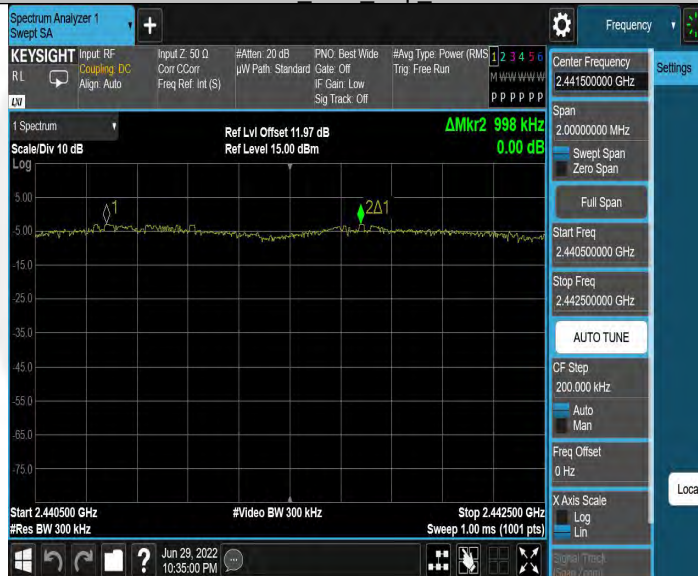 Spectrum Analyzer 1
Swept SA
Frequency
KEYSIGHT
RL
LXI
Input: RF
Coupling: DC
Align: Auto
Input Z: 50 Ω
Corr CCorr
Freq Ref: Int (S)
#Atten: 20 dB
µW Path: Standard
PNO: Best Wide
Gate: Off
IF Gain: Low
Sig Track: Off
#Avg Type: Power (RMS
Trig: Free Run
1 2 3 4 5 6
M W W W W W
P P P P P P
1 Spectrum
Scale/Div 10 dB
Log
Ref Lvl Offset 11.97 dB
Ref Level 15.00 dBm
ΔMkr2 998 kHz
0.00 dB
5.00
-5.00
-15.0
-25.0
-35.0
-45.0
-55.0
-65.0
-75.0
1
2Δ1
Start 2.440500 GHz
#Res BW 300 kHz
#Video BW 300 kHz
Stop 2.442500 GHz
Sweep 1.00 ms (1001 pts)
?
Jun 29, 2022
10:35:00 PM
Center Frequency
2.441500000 GHz
Settings
Span
2.00000000 MHz
Swept Span
Zero Span
Full Span
Start Freq
2.440500000 GHz
Stop Freq
2.442500000 GHz
AUTO TUNE
CF Step
200.000 kHz
Auto
Man
Freq Offset
0 Hz
X Axis Scale
Log
Lin
Signal Track
(Span Zoom)
Loca